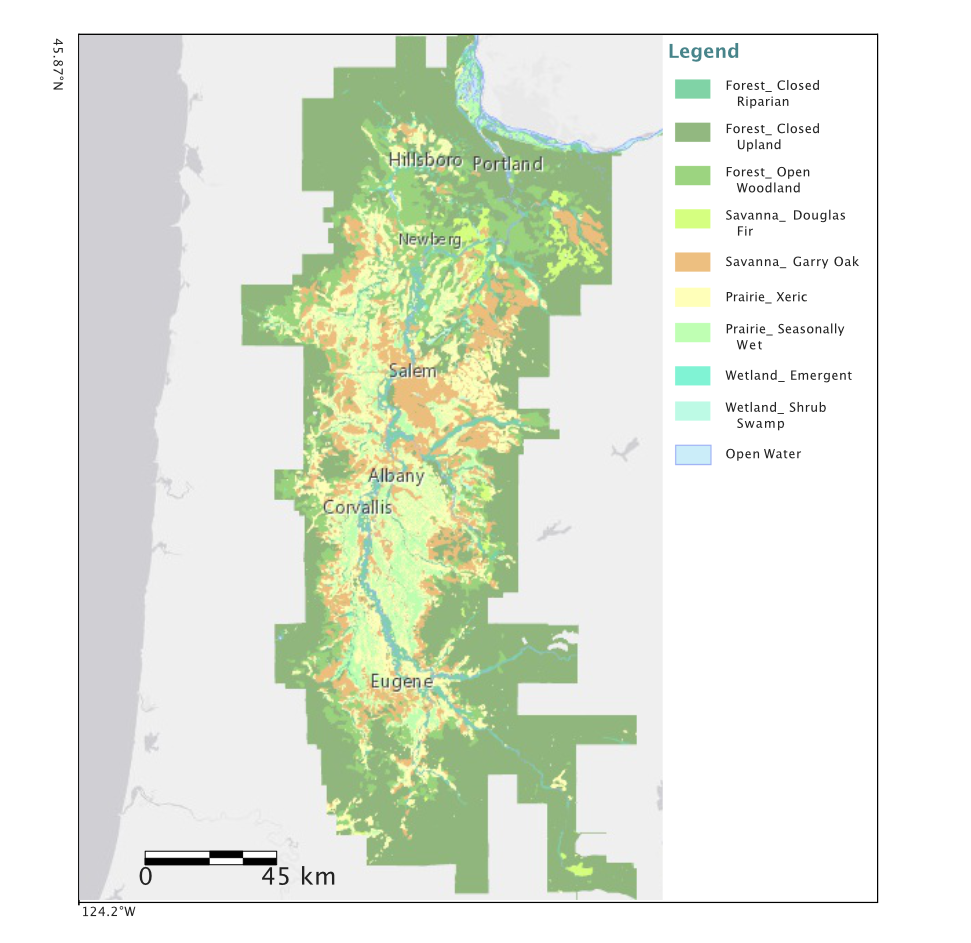 45.87°N
Legend
Forest_ Closed
Riparian
Forest_ Closed
Upland
Forest_ Open
Woodland
Savanna_ Douglas
Fir
Savanna_ Garry Oak
Prairie_ Xeric
Prairie_ Seasonally
Wet
Wetland_ Emergent
Wetland_ Shrub
Swamp
Open Water
Hillsboro
Portland
Newberg
Salem
Albany
Corvallis
Eugene
0 45 km
124.2°W